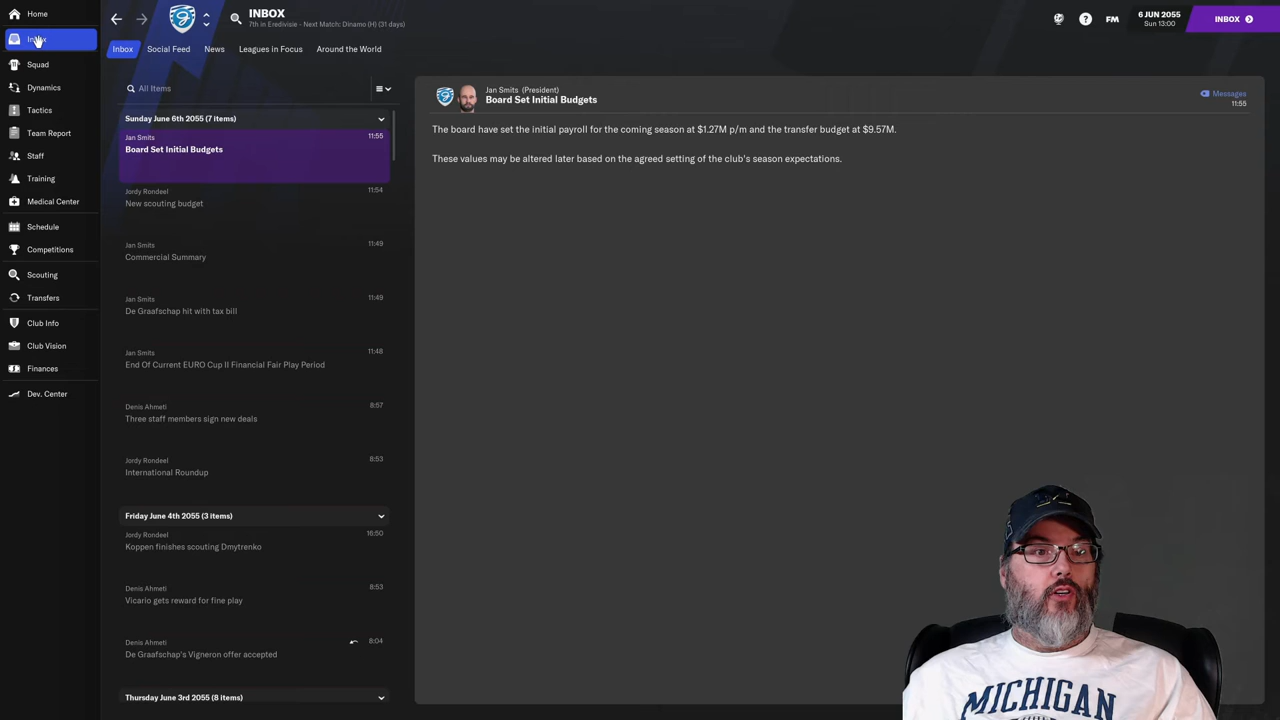 Home
Inbox
Squad
Dynamics
Tactics
Team Report
Staff
Training
Medical Center
Schedule
Competitions
Scouting
Transfers
Club Info
Club Vision
Finances
Dev. Center
INBOX
7th in Eredivisie - Next Match: Dinamo (H) (31 days)
FM
6 JUN 2055
Sun 13:00
INBOX
Inbox
Social Feed
News
Leagues in Focus
Around the World
All Items
Sunday June 6th 2055 (7 items)
Jan Smits 11:55
Board Set Initial Budgets
Jordy Rondeel 11:54
New scouting budget
Jan Smits 11:49
Commercial Summary
Jan Smits 11:49
De Graafschap hit with tax bill
Jan Smits 11:48
End Of Current EURO Cup II Financial Fair Play Period
Denis Ahmeti 8:57
Three staff members sign new deals
Jordy Rondeel 8:53
International Roundup
Friday June 4th 2055 (3 items)
Jordy Rondeel 16:50
Koppen finishes scouting Dmytrenko
Denis Ahmeti 8:53
Vicario gets reward for fine play
Denis Ahmeti 8:04
De Graafschap's Vigneron offer accepted
Thursday June 3rd 2055 (8 items)
Jan Smits (President)
Board Set Initial Budgets
Messages
11:55
The board have set the initial payroll for the coming season at $1.27M p/m and the transfer budget at $9.57M.
These values may be altered later based on the agreed setting of the club's season expectations.
MICHIGAN